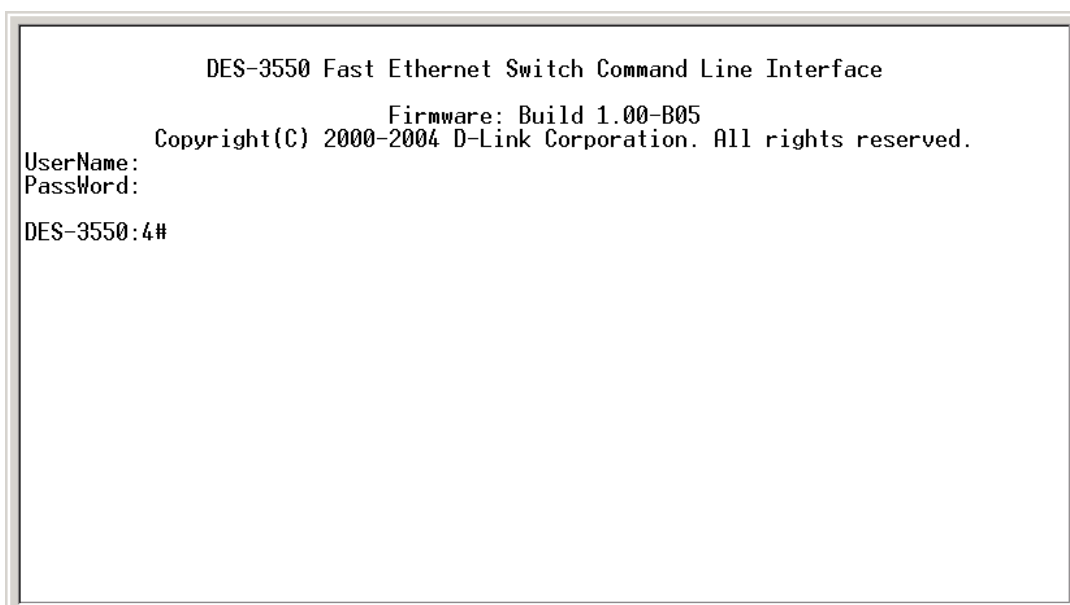 DES-3550 Fast Ethernet Switch Command Line Interface
Firmware: Build 1.00-B05
Copyright(C) 2000-2004 D-Link Corporation. All rights reserved.
UserName:
PassWord:
DES-3550:4#